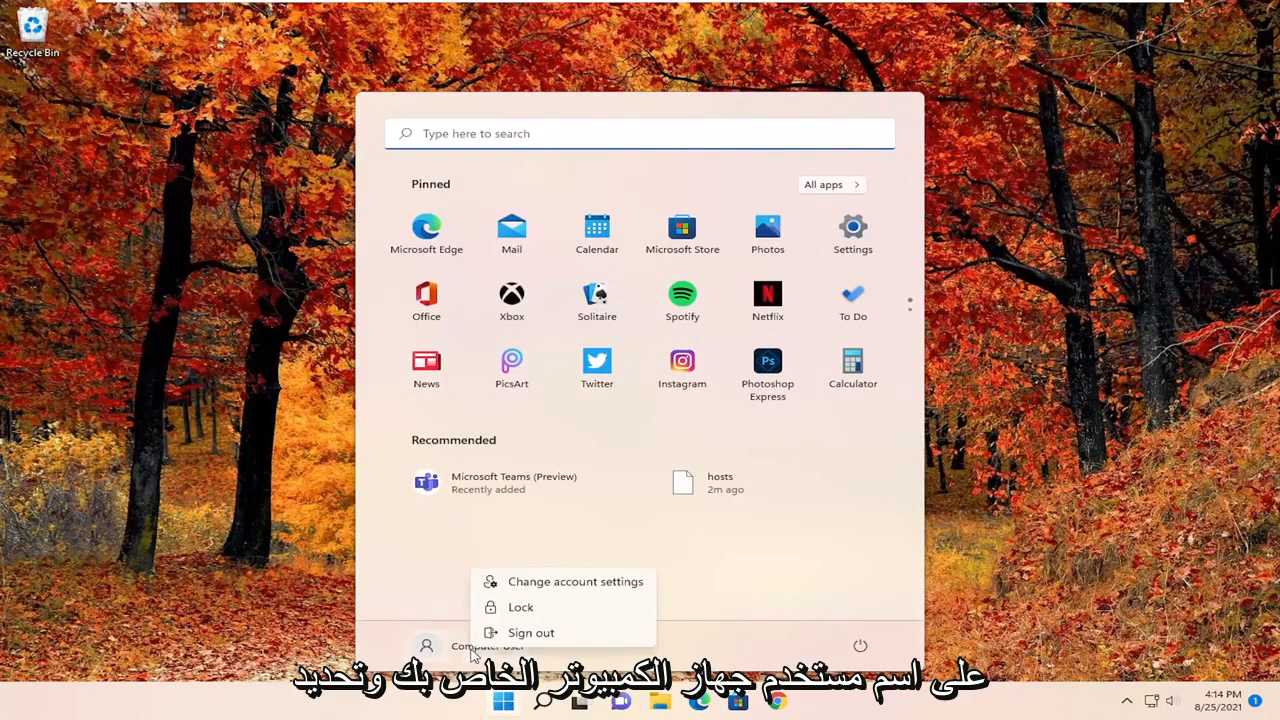 Recycle Bin
Type here to search
Pinned
All apps
Microsoft Edge
Mail
Calendar
Microsoft Store
Photos
Settings
Office
Xbox
Solitaire
Spotify
Netflix
To Do
News
PicsArt
Twitter
Instagram
Photoshop Express
Calculator
Recommended
Microsoft Teams (Preview)
Recently added
hosts
2m ago
Change account settings
Lock
Sign out
Computer User
على اسم مستخدم جهاز الكمبيوتر الخاص بك وتحديد
4:14 PM
8/25/2021
1